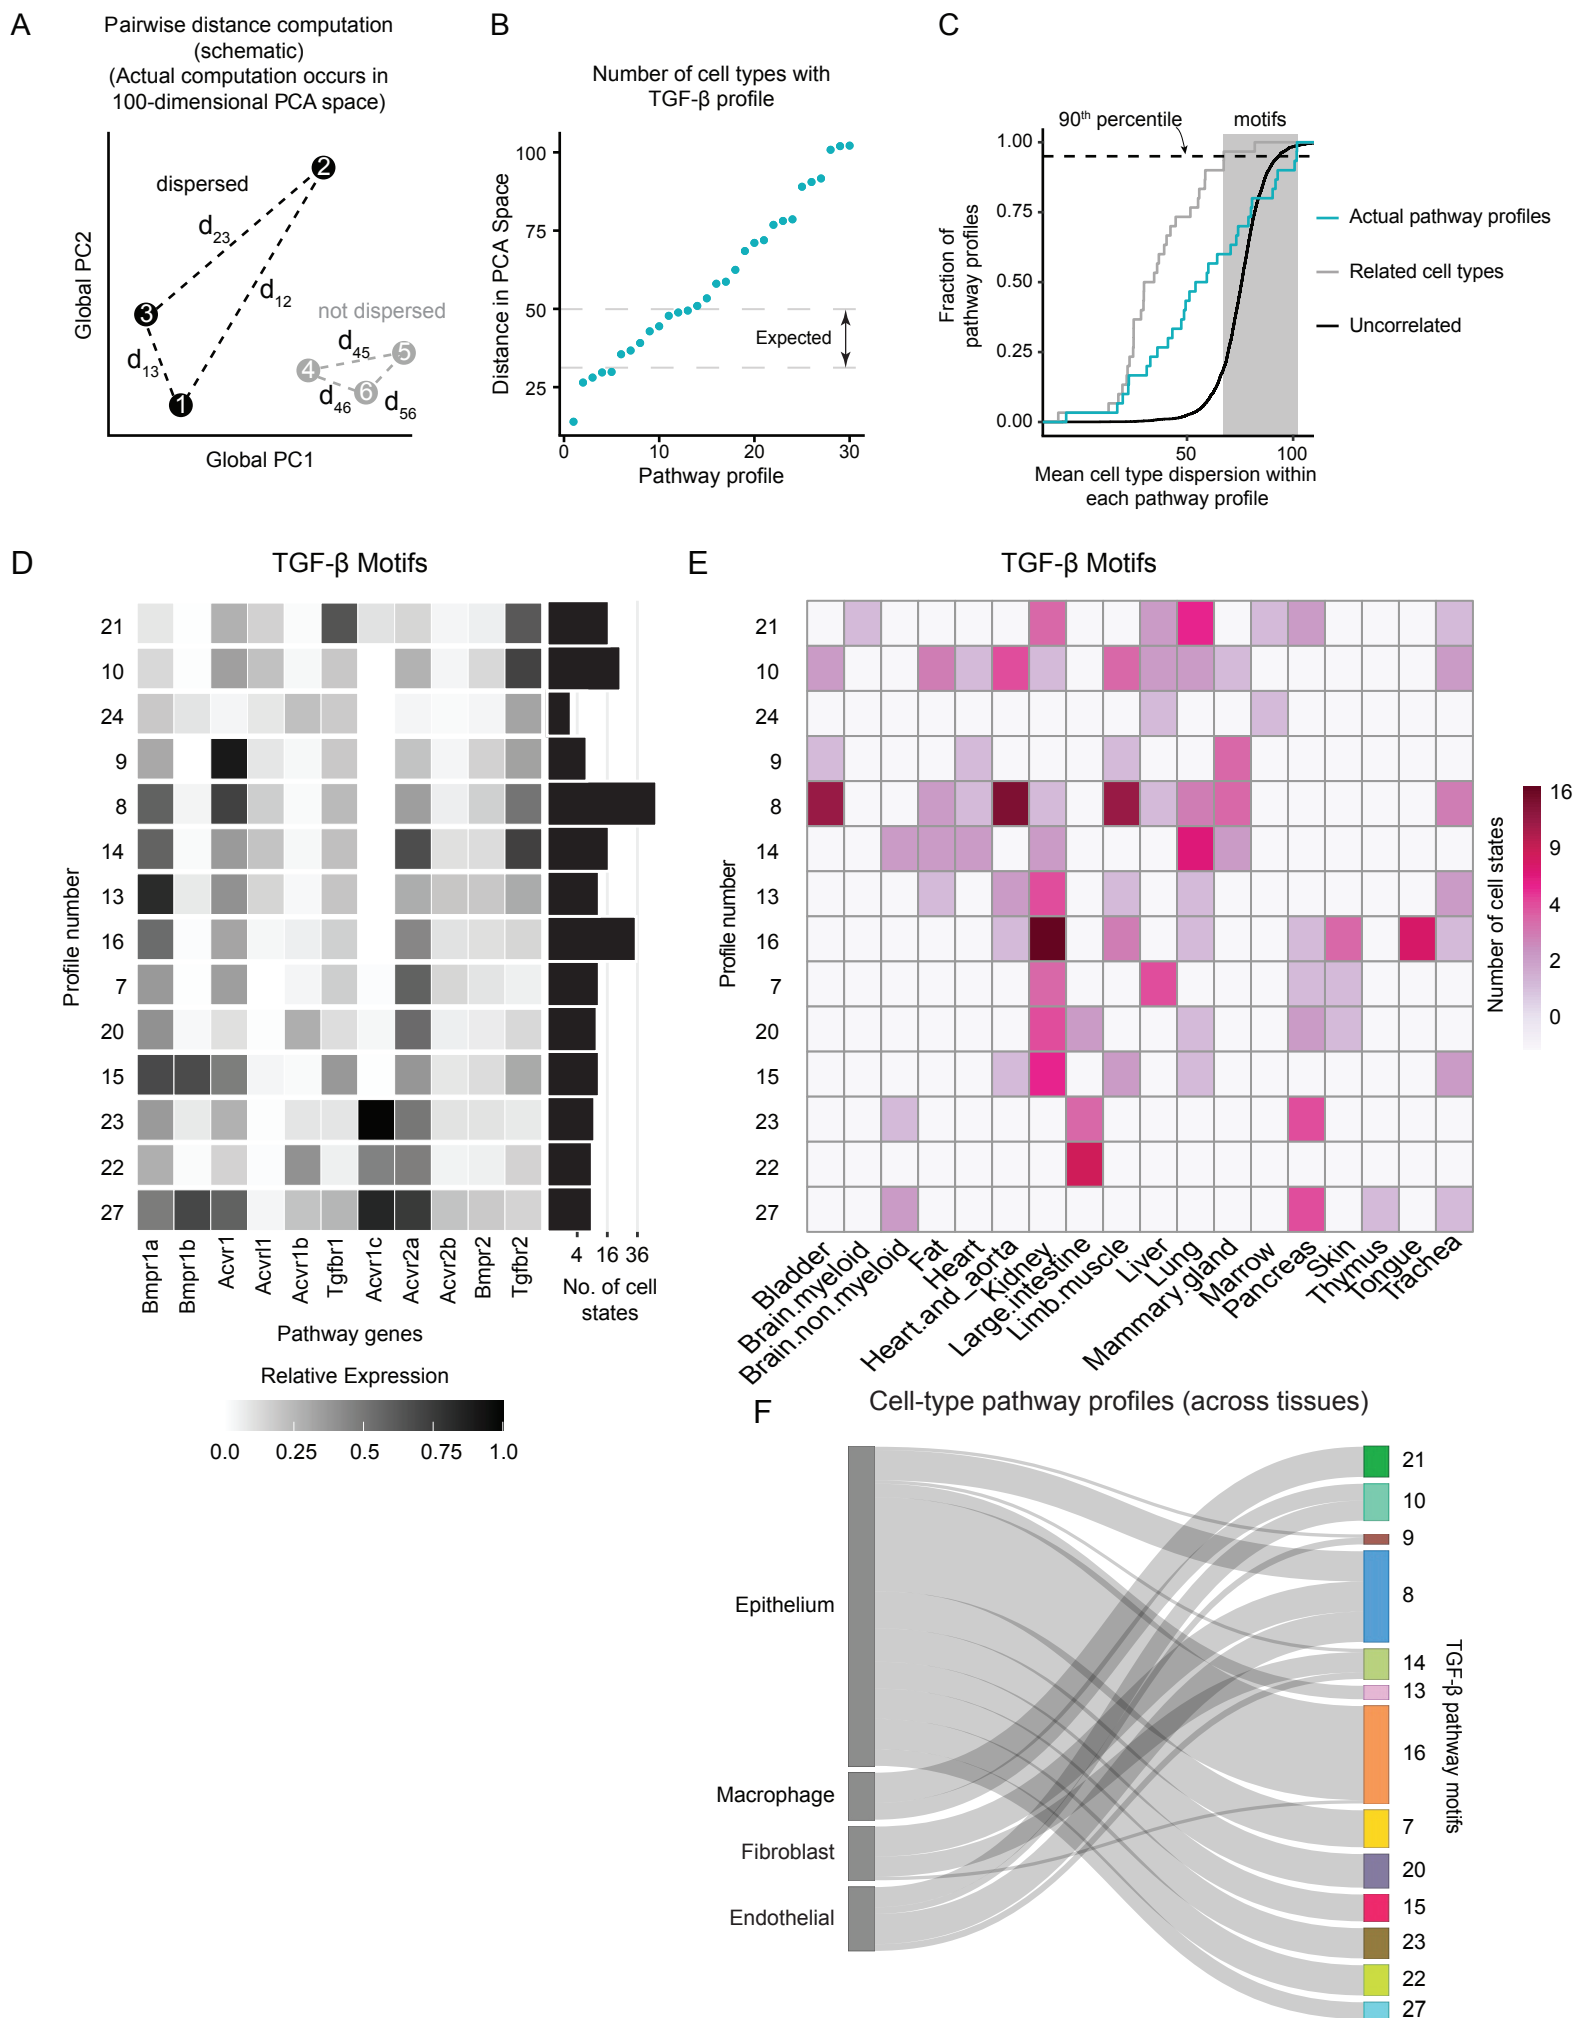 A
Pairwise distance computation
(schematic)
(Actual computation occurs in
100-dimensional PCA space)
Global PC2
dispersed
2
d23
d12
3
d13
1
not dispersed
d45
4
5
6
d46
d56
Global PC1
B
Number of cell types with
TGF-β profile
Distance in PCA Space
100
75
50
25
Expected
0
10
20
30
Pathway profile
C
90th percentile
motifs
Fraction of
pathway profiles
1.00
0.75
0.50
0.25
0.00
50
100
Mean cell type dispersion within
each pathway profile
Actual pathway profiles
Related cell types
Uncorrelated
D
TGF-β Motifs
Profile number
21
10
24
9
8
14
13
16
7
20
15
23
22
27
Bmpr1a
Bmpr1b
Acvr1
Acvrl1
Acvr1b
Tgfbr1
Acvr1c
Acvr2a
Acvr2b
Bmpr2
Tgfbr2
4
16
36
No. of cell
states
Pathway genes
Relative Expression
0.0
0.25
0.5
0.75
1.0
E
TGF-β Motifs
Profile number
21
10
24
9
8
14
13
16
7
20
15
23
22
27
Bladder
Brain.myeloid
Brain.non.myeloid
Fat
Heart
Heart.and_aorta
Kidney
Large.intestine
Limb.muscle
Liver
Lung
Mammary.gland
Marrow
Pancreas
Skin
Thymus
Tongue
Trachea
Number of cell states
16
9
4
2
0
F
Cell-type pathway profiles (across tissues)
Epithelium
Macrophage
Fibroblast
Endothelial
21
10
9
8
14
13
16
7
20
15
23
22
27
TGF-β pathway motifs